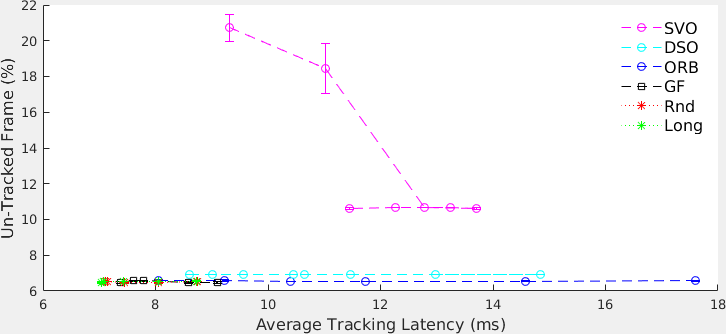 22
20
18
16
14
12
10
8
6
Un-Tracked Frame (%)
6 8 10 12 14 16 18
Average Tracking Latency (ms)
SVO
DSO
ORB
GF
Rnd
Long